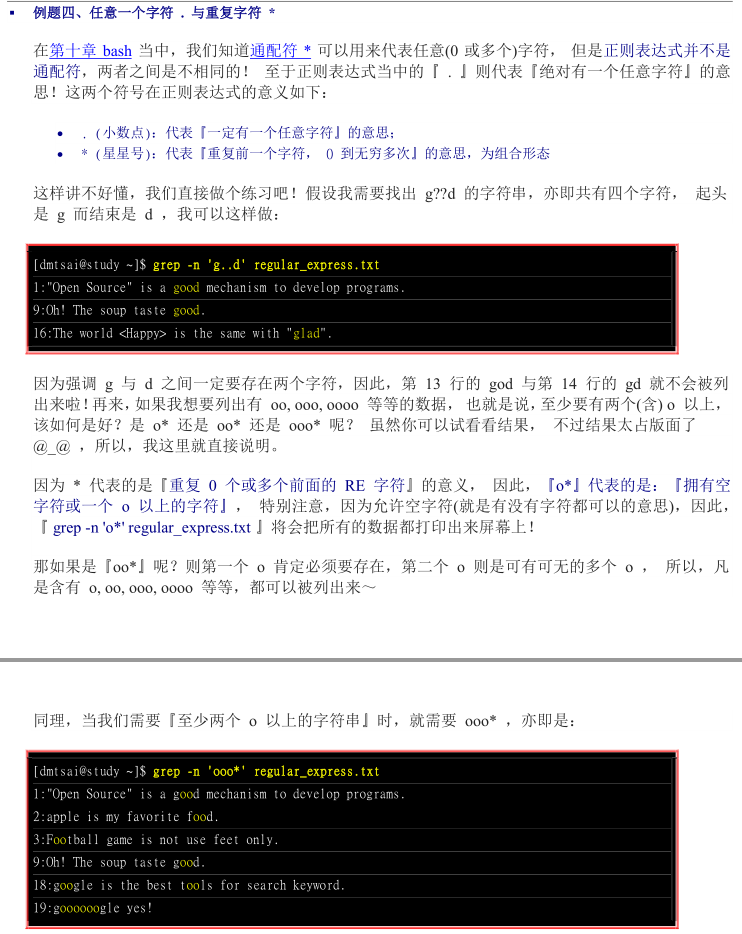 ▪ 例题四、任意一个字符 . 与重复字符 *
在第十章 bash 当中，我们知道通配符 * 可以用来代表任意(0 或多个)字符， 但是正则表达式并不是
通配符，两者之间是不相同的！ 至于正则表达式当中的『 . 』则代表『绝对有一个任意字符』的意
思！这两个符号在正则表达式的意义如下：
• . (小数点)：代表『一定有一个任意字符』的意思；
• * (星星号)：代表『重复前一个字符， 0 到无穷多次』的意思，为组合形态
这样讲不好懂，我们直接做个练习吧！假设我需要找出 g??d 的字符串，亦即共有四个字符， 起头
是 g 而结束是 d ，我可以这样做：
[dmtsai@study ~]$ grep -n 'g..d' regular_express.txt
1:"Open Source" is a good mechanism to develop programs.
9:Oh! The soup taste good.
16:The world <Happy> is the same with "glad".
因为强调 g 与 d 之间一定要存在两个字符，因此，第 13 行的 god 与第 14 行的 gd 就不会被列
出来啦！再来，如果我想要列出有 oo, ooo, oooo 等等的数据， 也就是说，至少要有两个(含) o 以上，
该如何是好？是 o* 还是 oo* 还是 ooo* 呢？ 虽然你可以试看看结果， 不过结果太占版面了
@_@ ，所以，我这里就直接说明。
因为 * 代表的是『重复 0 个或多个前面的 RE 字符』的意义， 因此，『o*』代表的是：『拥有空
字符或一个 o 以上的字符』， 特别注意，因为允许空字符(就是有没有字符都可以的意思)，因此，
『 grep -n 'o*' regular_express.txt 』将会把所有的数据都打印出来屏幕上！
那如果是『oo*』呢？则第一个 o 肯定必须要存在，第二个 o 则是可有可无的多个 o ， 所以，凡
是含有 o, oo, ooo, oooo 等等，都可以被列出来～
同理，当我们需要『至少两个 o 以上的字符串』时，就需要 ooo* ，亦即是：
[dmtsai@study ~]$ grep -n 'ooo*' regular_express.txt
1:"Open Source" is a good mechanism to develop programs.
2:apple is my favorite food.
3:Football game is not use feet only.
9:Oh! The soup taste good.
18:google is the best tools for search keyword.
19:goooooogle yes!